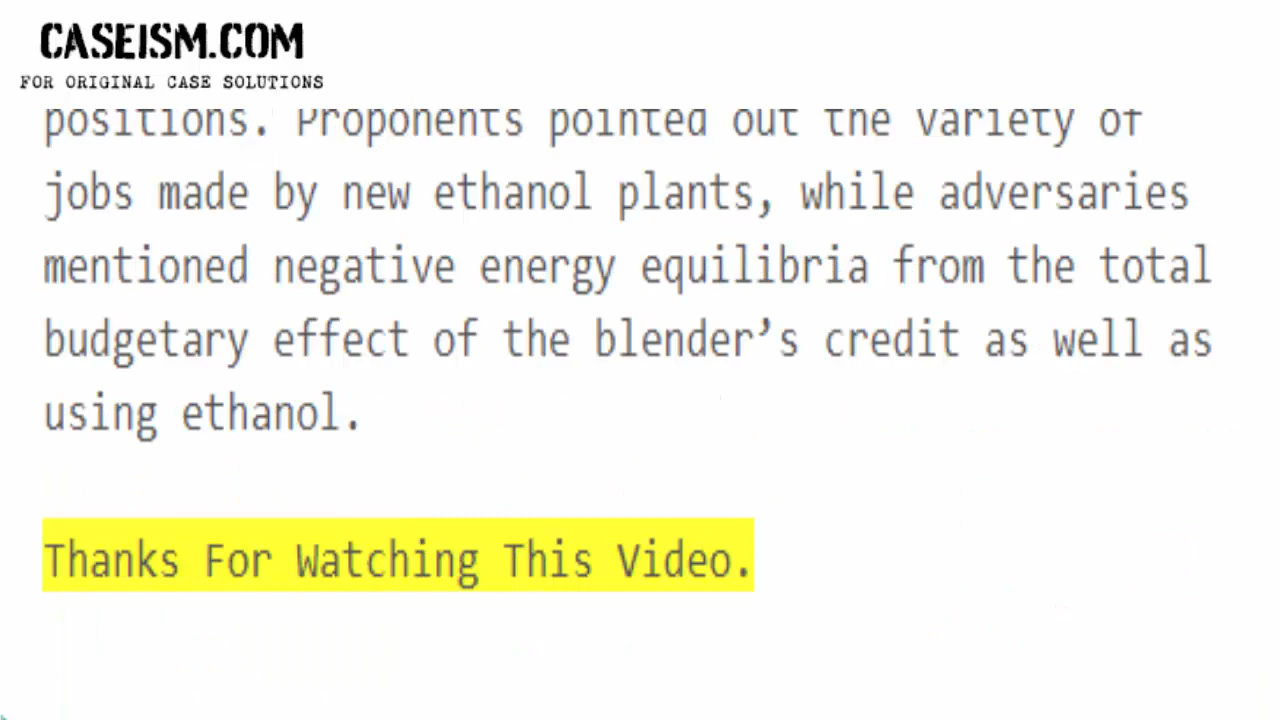 CASEISM.COM
FOR ORIGINAL CASE SOLUTIONS
positions. Proponents pointed out the variety of
jobs made by new ethanol plants, while adversaries
mentioned negative energy equilibria from the total
budgetary effect of the blender’s credit as well as
using ethanol.
Thanks For Watching This Video.